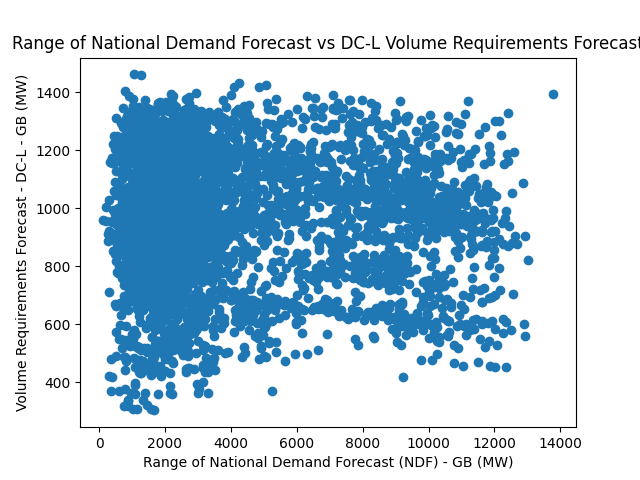 Range of National Demand Forecast vs DC-L Volume Requirements Forecast
Volume Requirements Forecast - DC-L - GB (MW)
1400
1200
1000
800
600
400
0 2000 4000 6000 8000 10000 12000 14000
Range of National Demand Forecast (NDF) - GB (MW)